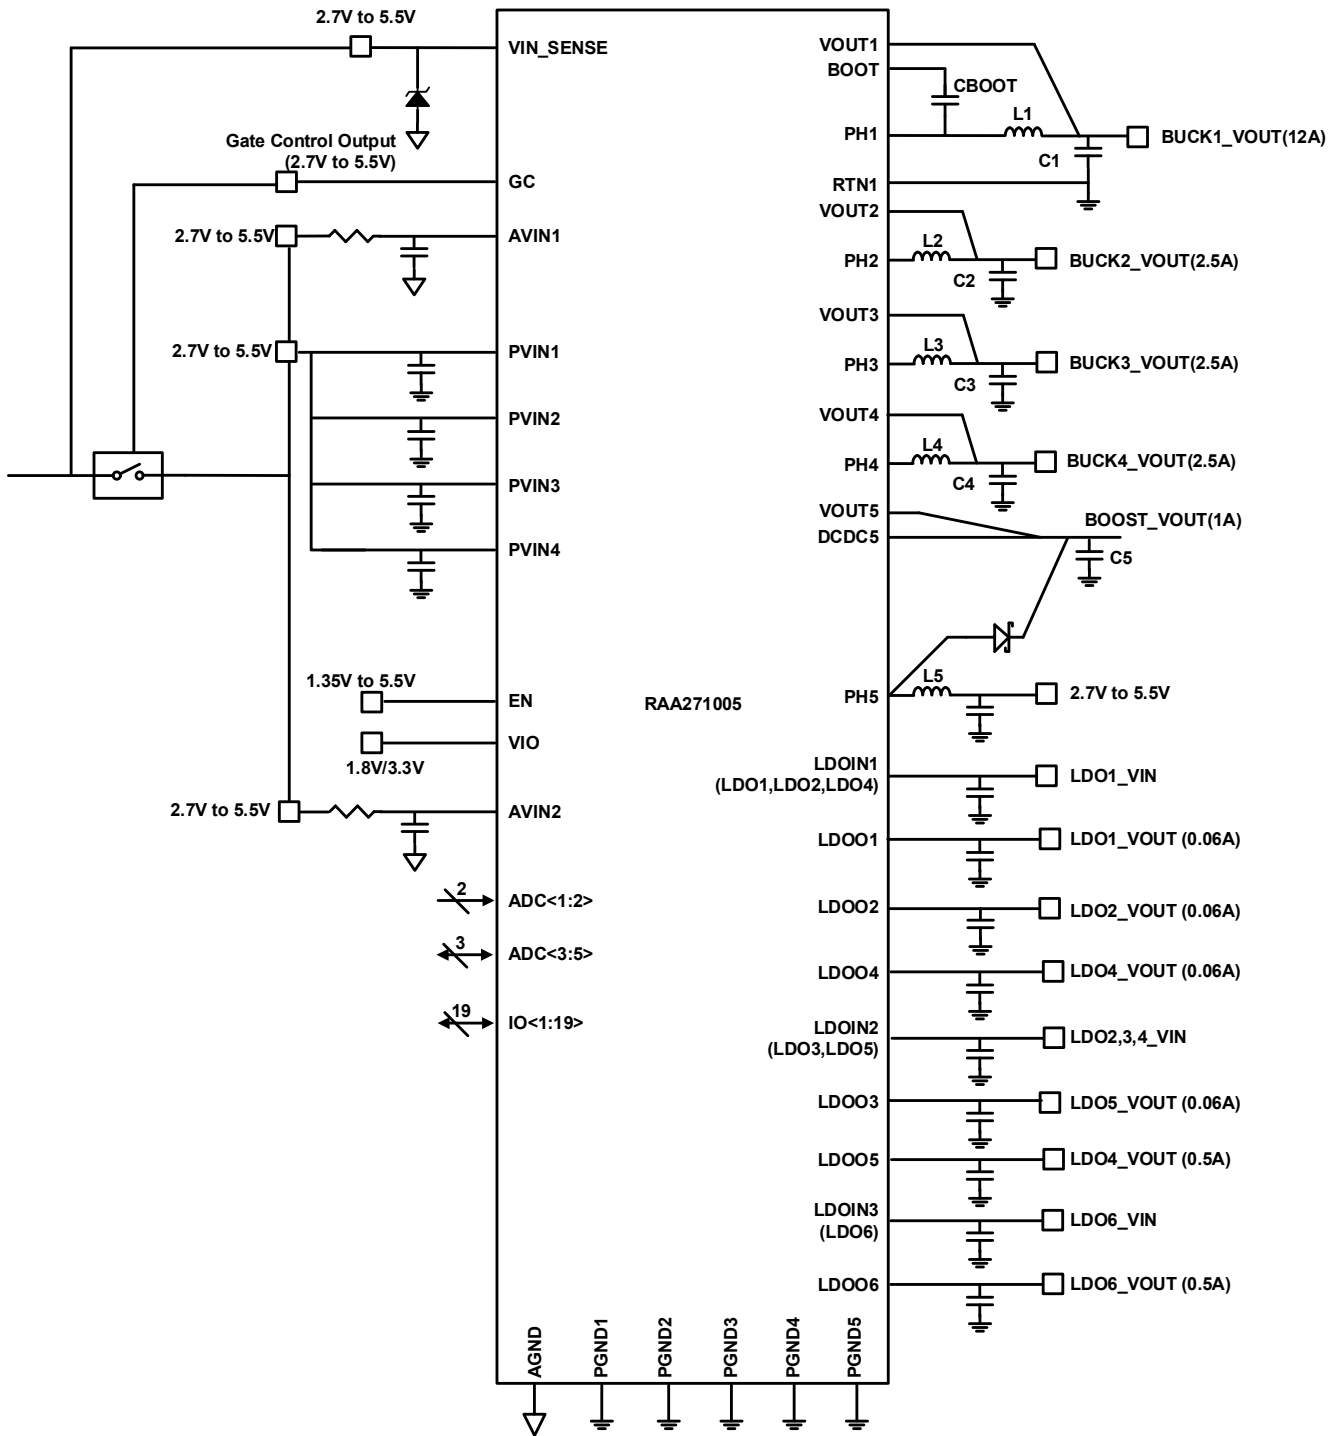 2.7V to 5.5V
VIN_SENSE
Gate Control Output
(2.7V to 5.5V)
GC
2.7V to 5.5V
AVIN1
2.7V to 5.5V
PVIN1
PVIN2
PVIN3
PVIN4
1.35V to 5.5V
EN
VIO
1.8V/3.3V
2.7V to 5.5V
AVIN2
2
ADC<1:2>
3
ADC<3:5>
19
IO<1:19>
RAA271005
VOUT1
BOOT
CBOOT
L1
PH1
BUCK1_VOUT(12A)
C1
RTN1
VOUT2
L2
PH2
BUCK2_VOUT(2.5A)
C2
VOUT3
L3
PH3
BUCK3_VOUT(2.5A)
C3
VOUT4
L4
PH4
BUCK4_VOUT(2.5A)
C4
VOUT5
BOOST_VOUT(1A)
DCDC5
C5
L5
PH5
2.7V to 5.5V
LDOIN1
(LDO1,LDO2,LDO4)
LDO1_VIN
LDOO1
LDO1_VOUT (0.06A)
LDOO2
LDO2_VOUT (0.06A)
LDOO4
LDO4_VOUT (0.06A)
LDOIN2
(LDO3,LDO5)
LDO2,3,4_VIN
LDOO3
LDO5_VOUT (0.06A)
LDOO5
LDO4_VOUT (0.5A)
LDOIN3
(LDO6)
LDO6_VIN
LDOO6
LDO6_VOUT (0.5A)
AGND
PGND1
PGND2
PGND3
PGND4
PGND5